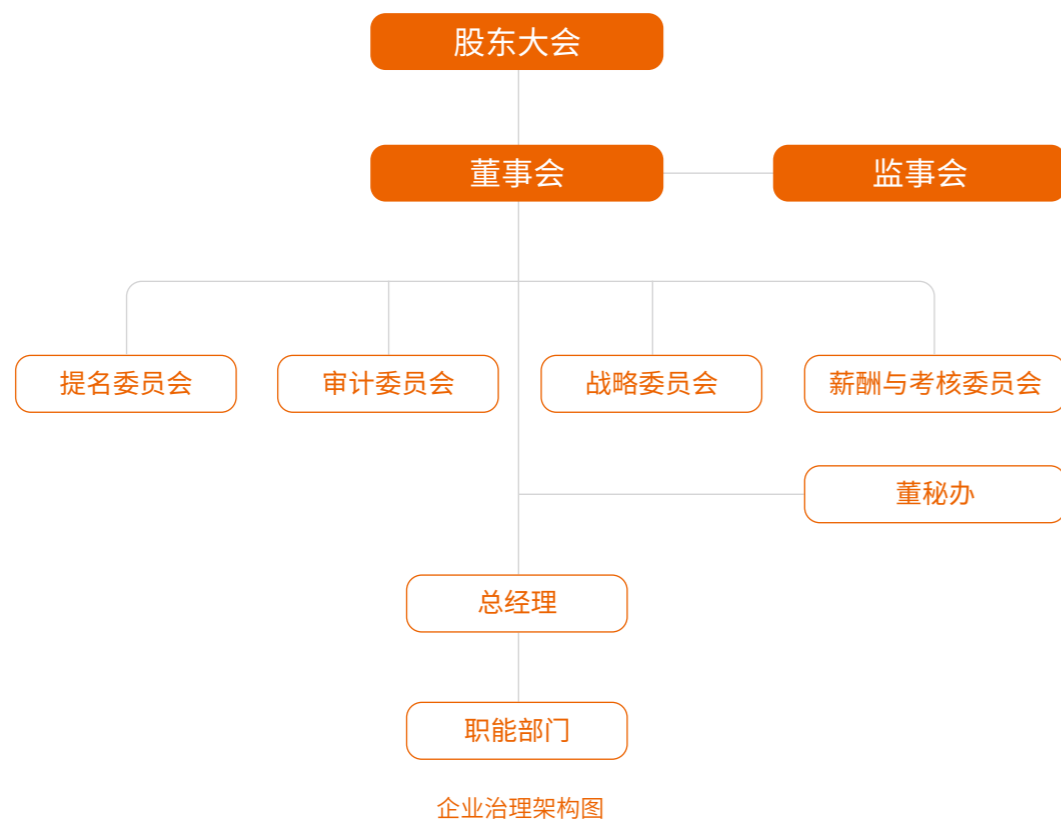 股东大会
董事会
监事会
提名委员会
审计委员会
战略委员会
薪酬与考核委员会
董秘办
总经理
职能部门
企业治理架构图